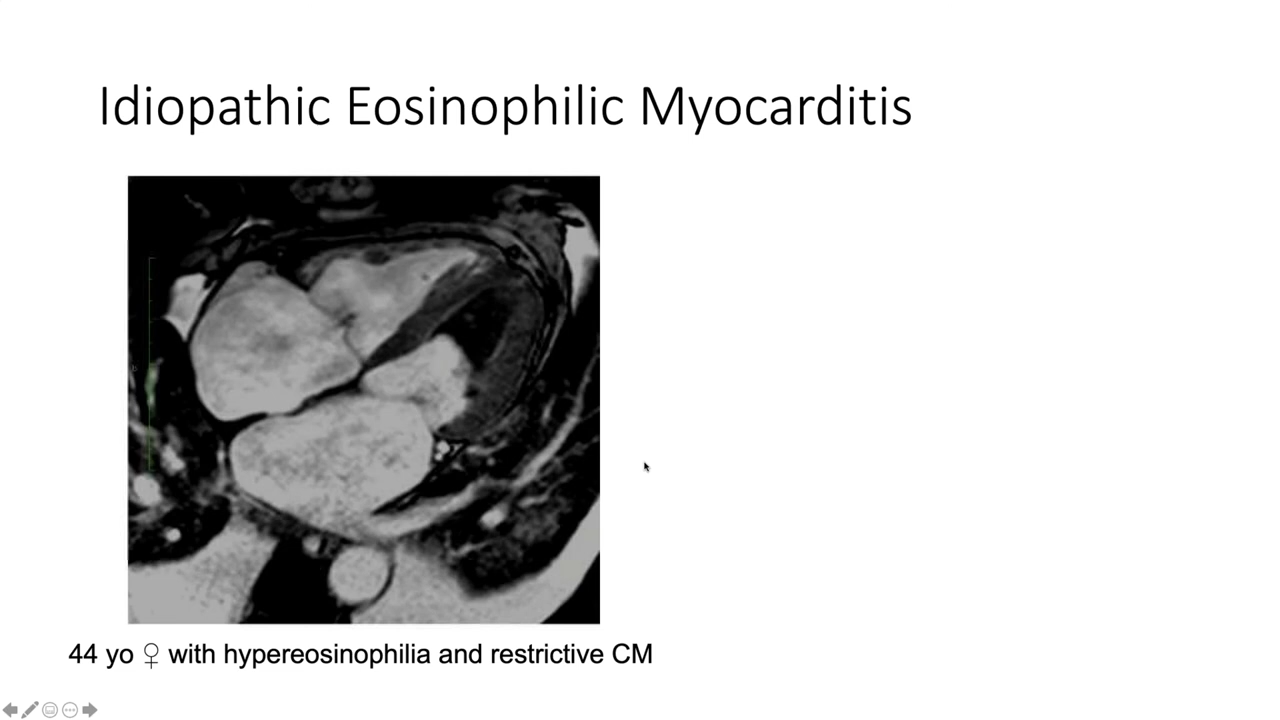 Idiopathic Eosinophilic Myocarditis
44 yo ♀ with hypereosinophilia and restrictive CM